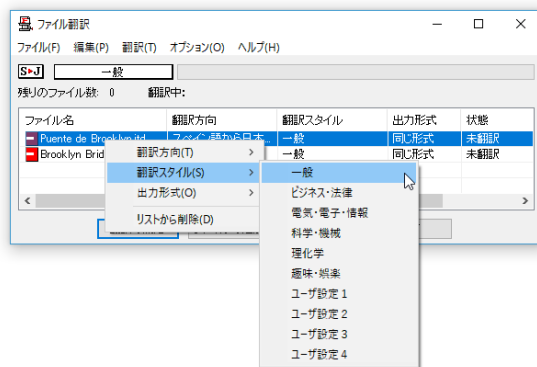 ファイル翻訳
ファイル(F) 編集(P) 翻訳(T) オプション(O) ヘルプ(H)
S▸J 一般
残りのファイル数: 0 翻訳中:
ファイル名 翻訳方向 翻訳スタイル 出力形式 状態
Puente de Brooklyn.itd スペイン語から日本... 一般 同じ形式 未翻訳
Brooklyn Brid 一般 同じ形式 未翻訳
翻訳方向(T) >
翻訳スタイル(S) >
出力形式(O) >
リストから削除(D)
一般
ビジネス・法律
電気・電子・情報
科学・機械
理化学
趣味・娯楽
ユーザ設定 1
ユーザ設定 2
ユーザ設定 3
ユーザ設定 4